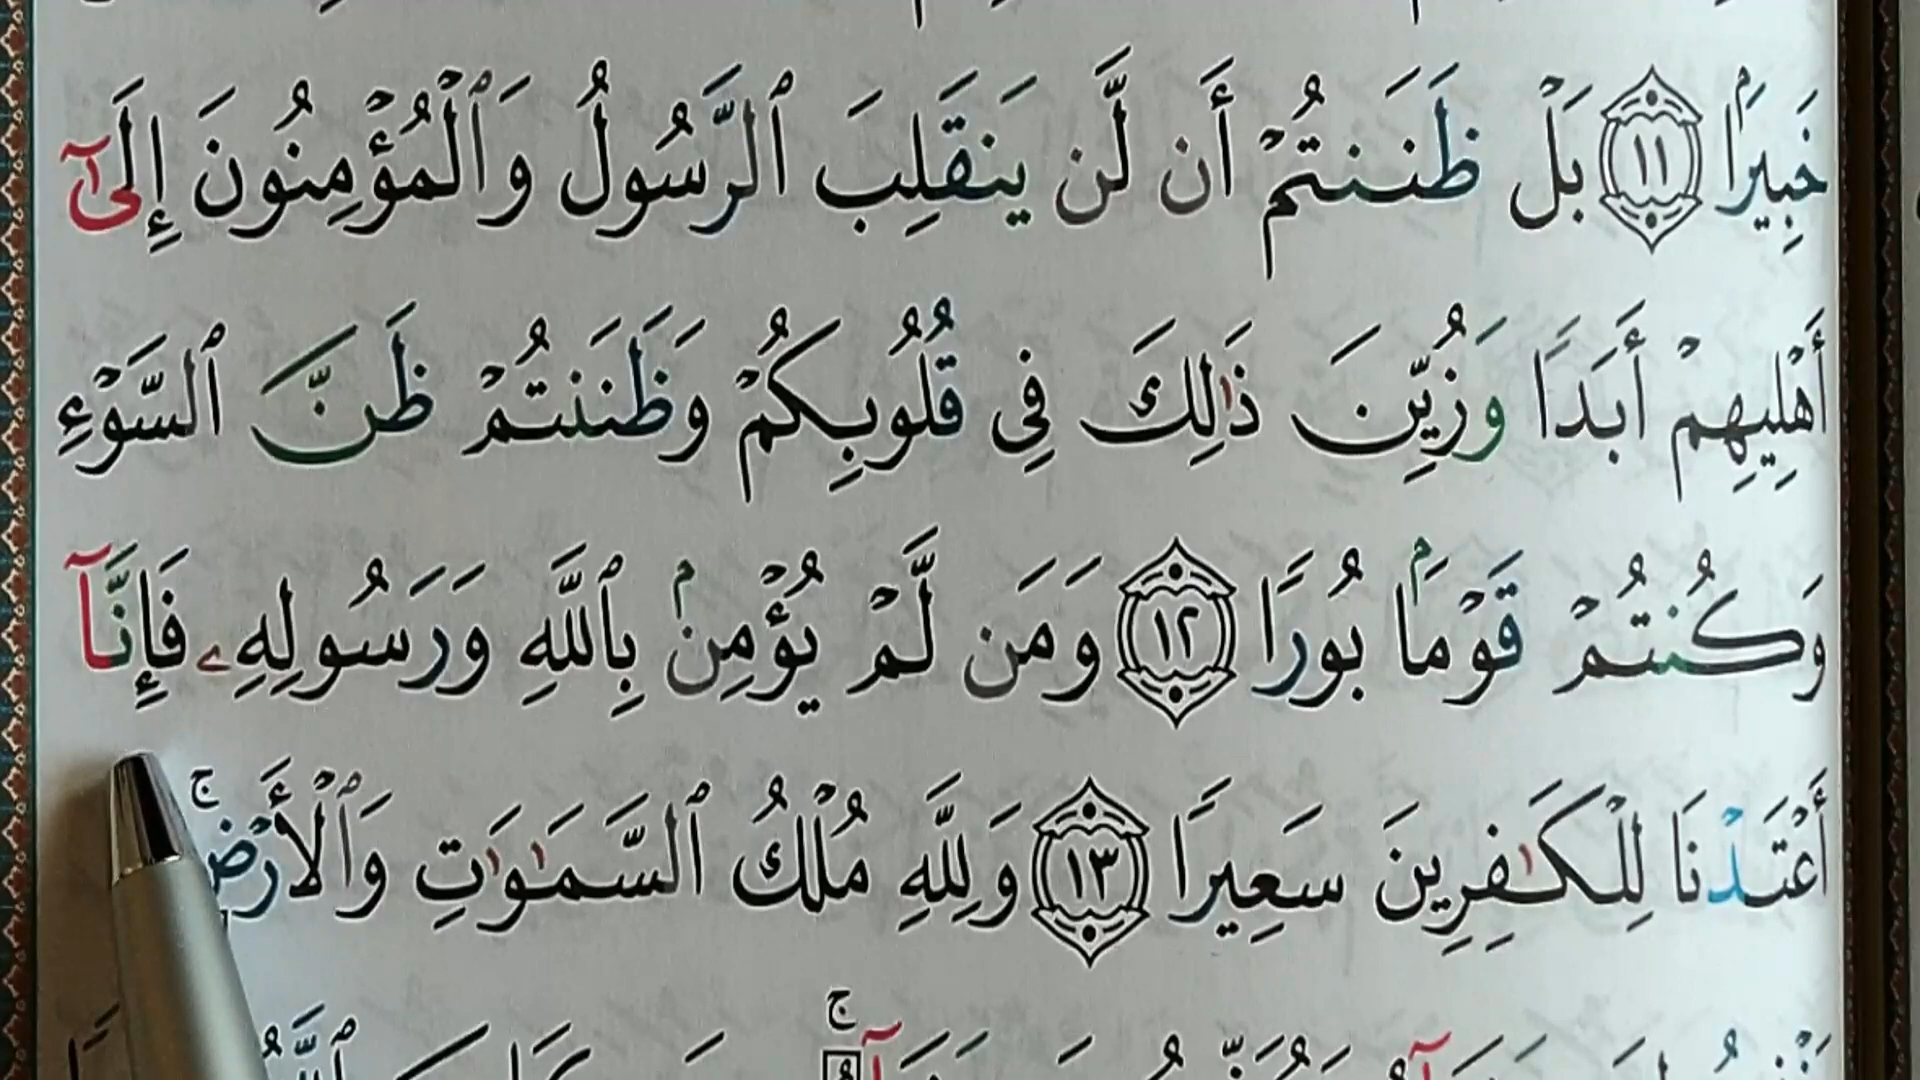 خَبِيرَۢا ١١ بَلْ ظَنَنتُمْ أَن لَّن يَنقَلِبَ ٱلرَّسُولُ وَٱلْمُؤْمِنُونَ إِلَىٰٓ
أَهْلِيهِمْ أَبَدًا وَزُيِّنَ ذَٰلِكَ فِى قُلُوبِكُمْ وَظَنَنتُمْ ظَنَّ ٱلسَّوْءِ
وَكُنتُمْ قَوْمَۢا بُورًا ١٢ وَمَن لَّمْ يُؤْمِنۢ بِٱللَّهِ وَرَسُولِهِۦ فَإِنَّآ
أَعْتَدْنَا لِلْكَـٰفِرِينَ سَعِيرًا ١٣ وَلِلَّهِ مُلْكُ ٱلسَّمَـٰوَٰتِ وَٱلْأَرْضِۚ